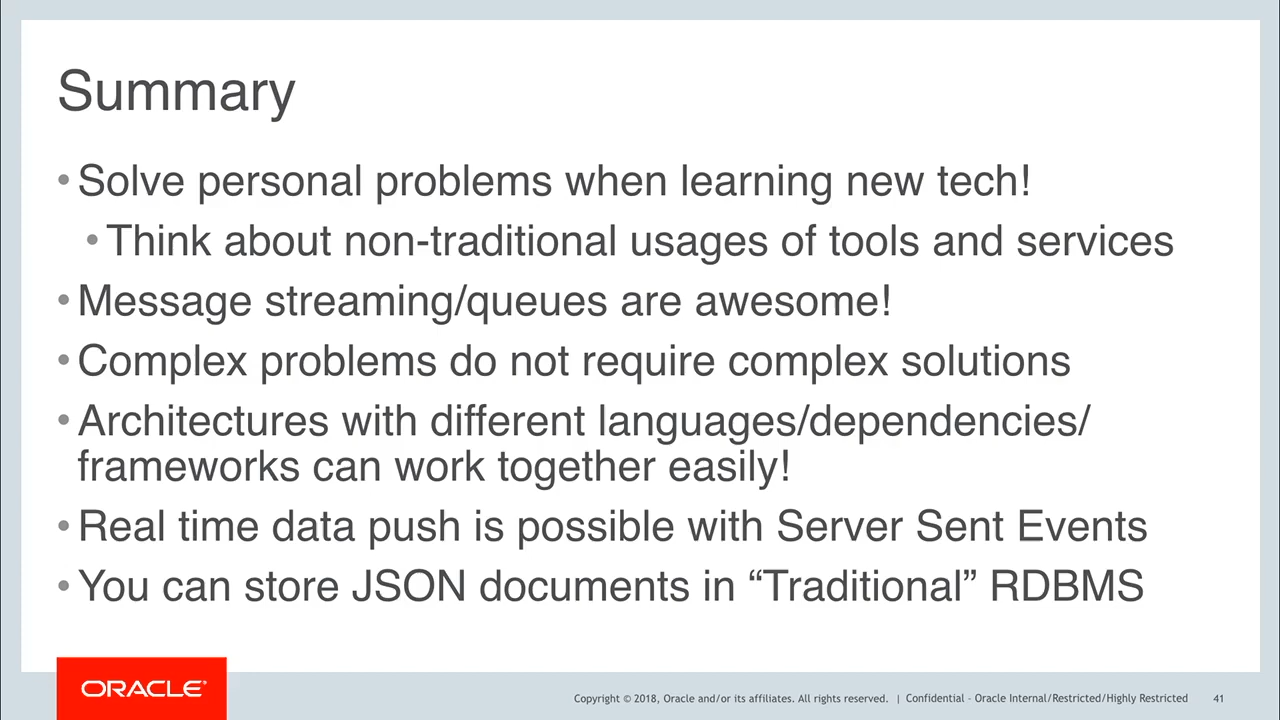 Summary
• Solve personal problems when learning new tech!
• Think about non-traditional usages of tools and services
• Message streaming/queues are awesome!
• Complex problems do not require complex solutions
• Architectures with different languages/dependencies/
frameworks can work together easily!
• Real time data push is possible with Server Sent Events
• You can store JSON documents in “Traditional” RDBMS
ORACLE®
Copyright © 2018, Oracle and/or its affiliates. All rights reserved. | Confidential – Oracle Internal/Restricted/Highly Restricted 41